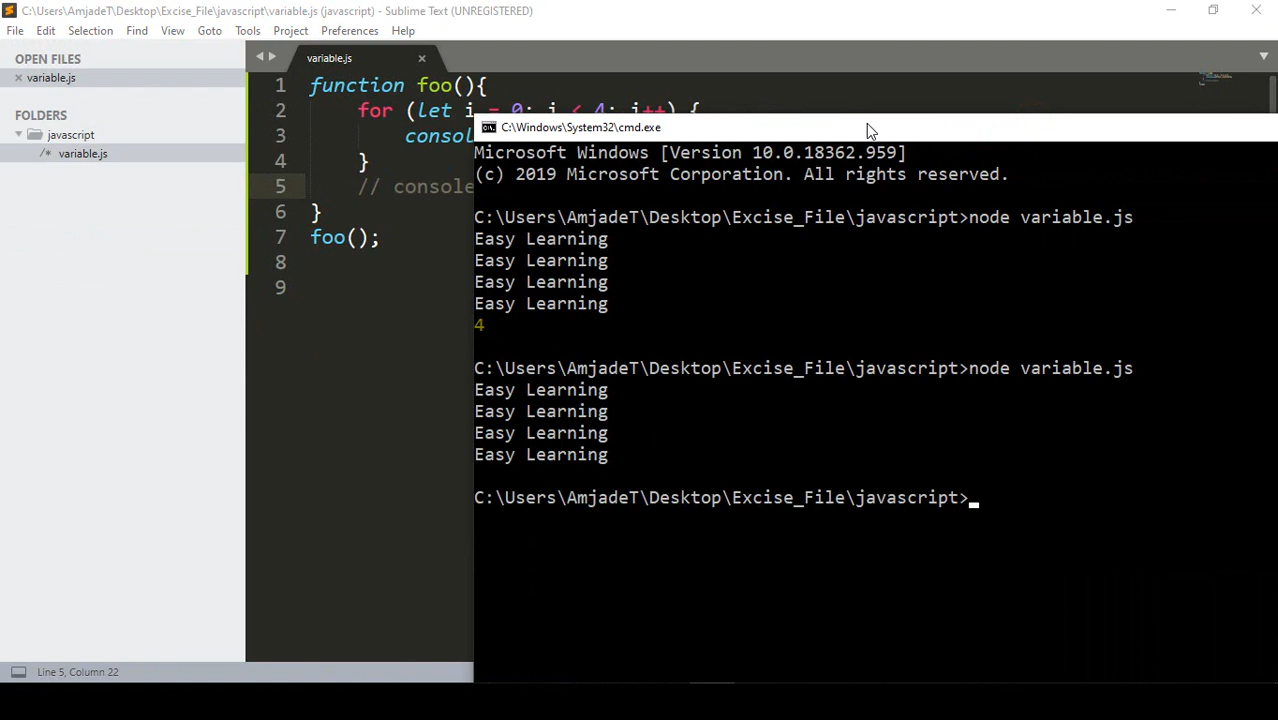 C:\Users\AmjadeT\Desktop\Excise_File\javascript\variable.js (javascript) - Sublime Text (UNREGISTERED)
File Edit Selection Find View Goto Tools Project Preferences Help
OPEN FILES
variable.js
FOLDERS
javascript
/* variable.js
variable.js
1 function foo(){
2 for (let i = 0; i < 4; i++) {
3 consol
4 }
5 // console
6 }
7 foo();
8
9
C:\Windows\System32\cmd.exe
Microsoft Windows [Version 10.0.18362.959]
(c) 2019 Microsoft Corporation. All rights reserved.
C:\Users\AmjadeT\Desktop\Excise_File\javascript>node variable.js
Easy Learning
Easy Learning
Easy Learning
Easy Learning
4
C:\Users\AmjadeT\Desktop\Excise_File\javascript>node variable.js
Easy Learning
Easy Learning
Easy Learning
Easy Learning
C:\Users\AmjadeT\Desktop\Excise_File\javascript>
Line 5, Column 22